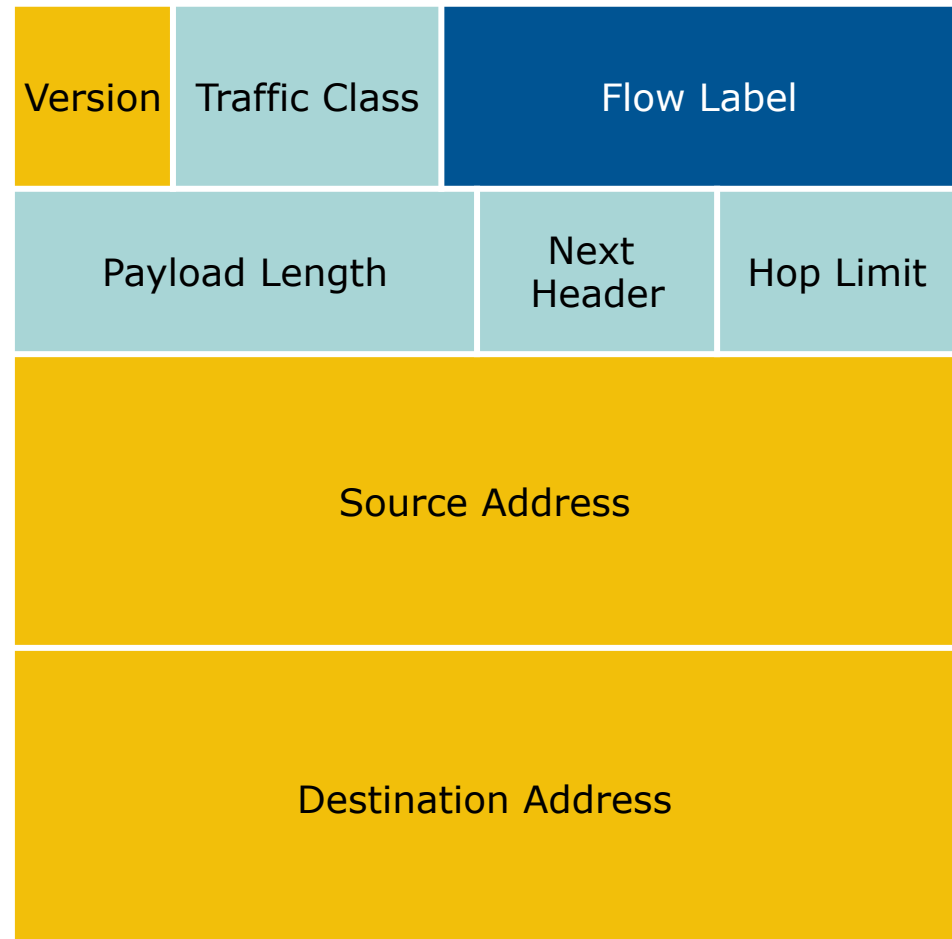 Version
Traffic Class
Flow Label
Payload Length
Next
Header
Hop Limit
Source Address
Destination Address